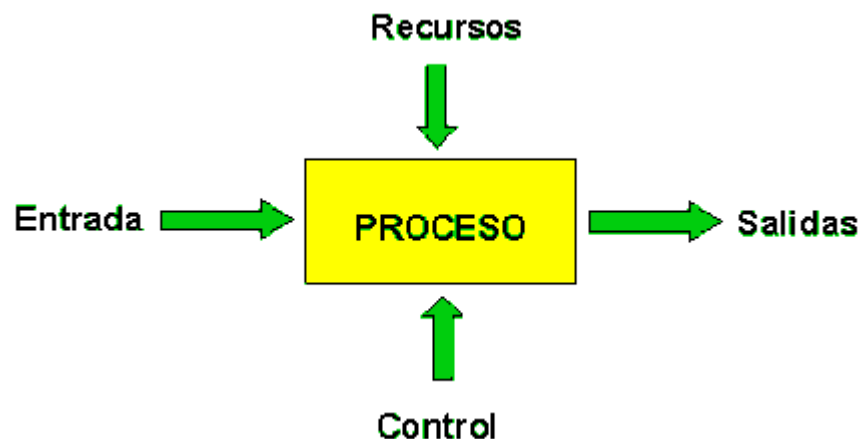 Recursos
Entrada
PROCESO
Salidas
Control